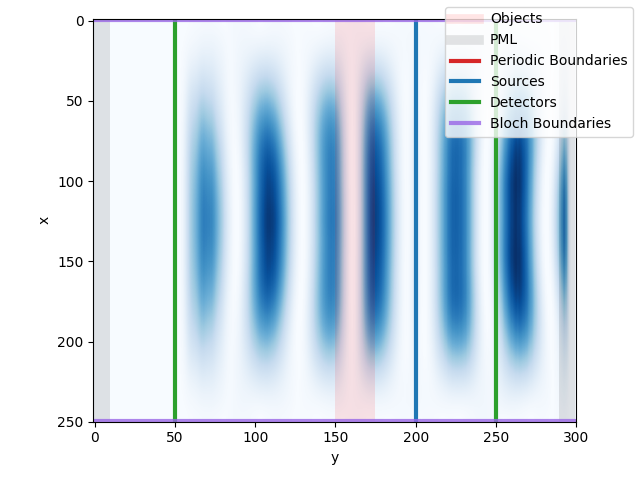 Objects
PML
Periodic Boundaries
Sources
Detectors
Bloch Boundaries
0
50
100
150
200
250
x
0 50 100 150 200 250 300
y